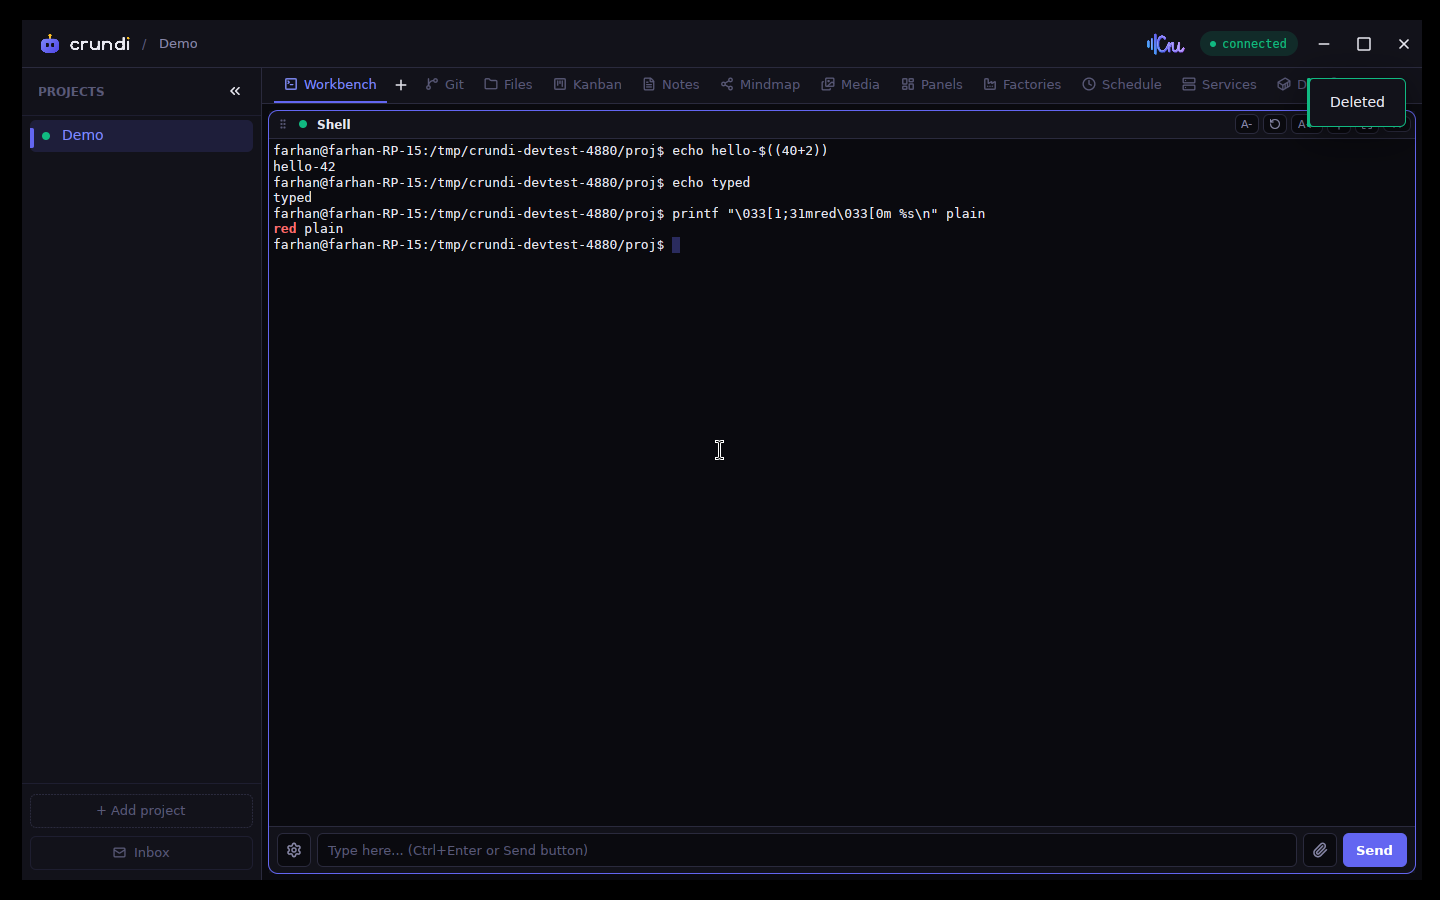 crundi / Demo
Cru
connected
PROJECTS
Demo
+ Add project
Inbox
Workbench + Git Files Kanban Notes Mindmap Media Panels Factories Schedule Services
Deleted
Shell
A-
farhan@farhan-RP-15:/tmp/crundi-devtest-4880/proj$ echo hello-$((40+2))
hello-42
farhan@farhan-RP-15:/tmp/crundi-devtest-4880/proj$ echo typed
typed
farhan@farhan-RP-15:/tmp/crundi-devtest-4880/proj$ printf "\033[1;31mred\033[0m %s\n" plain
red plain
farhan@farhan-RP-15:/tmp/crundi-devtest-4880/proj$
Type here... (Ctrl+Enter or Send button)
Send